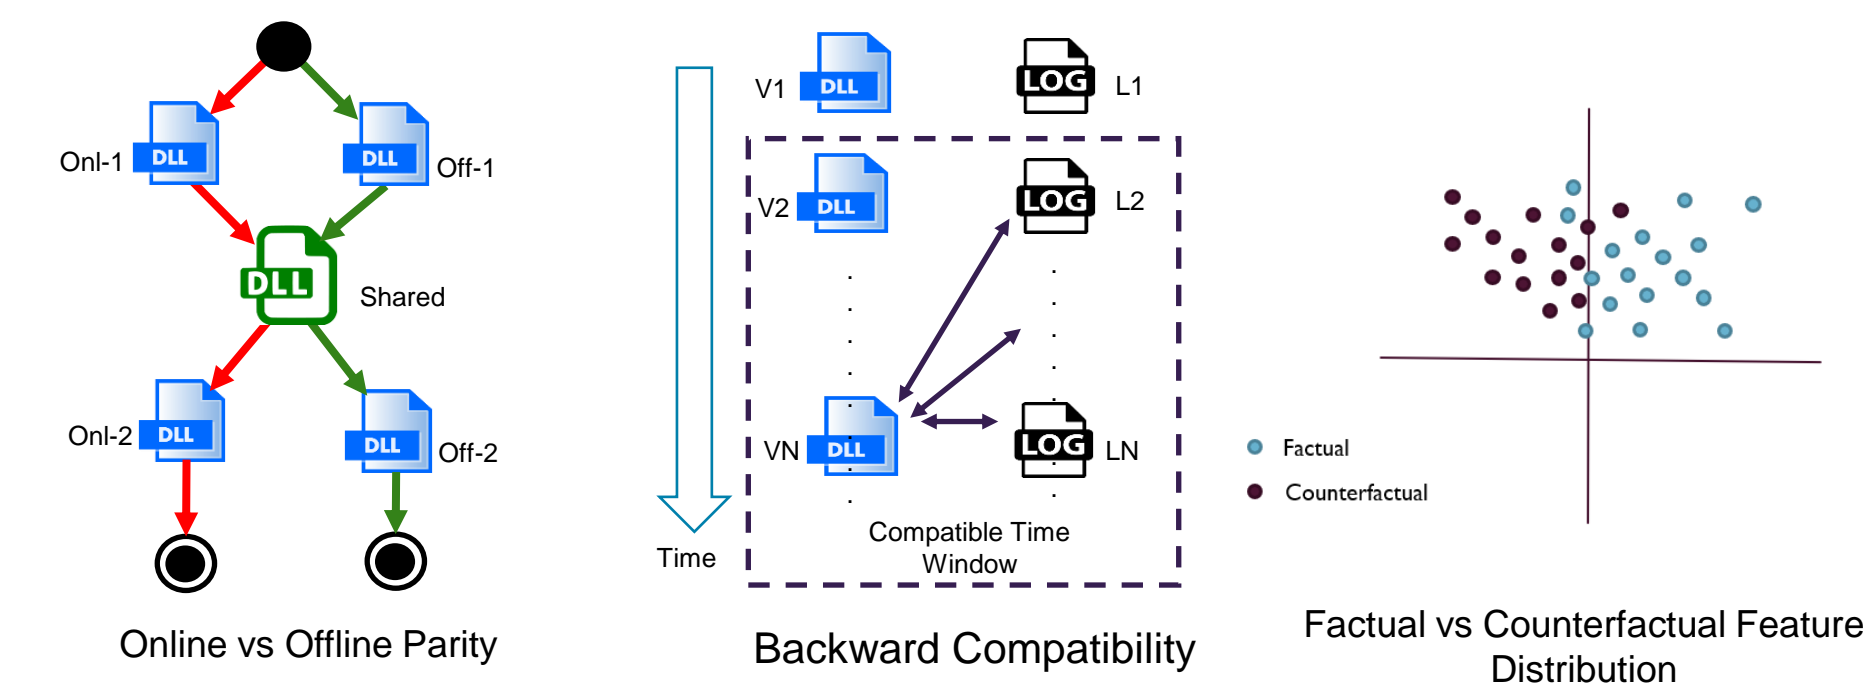 DLL
DLL
Onl-1
Off-1
DLL
Shared
Onl-2
DLL
DLL
Off-2
Online vs Offline Parity
V1
DLL
LOG
L1
V2
DLL
LOG
L2
VN
DLL
LOG
LN
Time
Compatible Time
Window
Backward Compatibility
Factual
Counterfactual
Factual vs Counterfactual Feature
Distribution